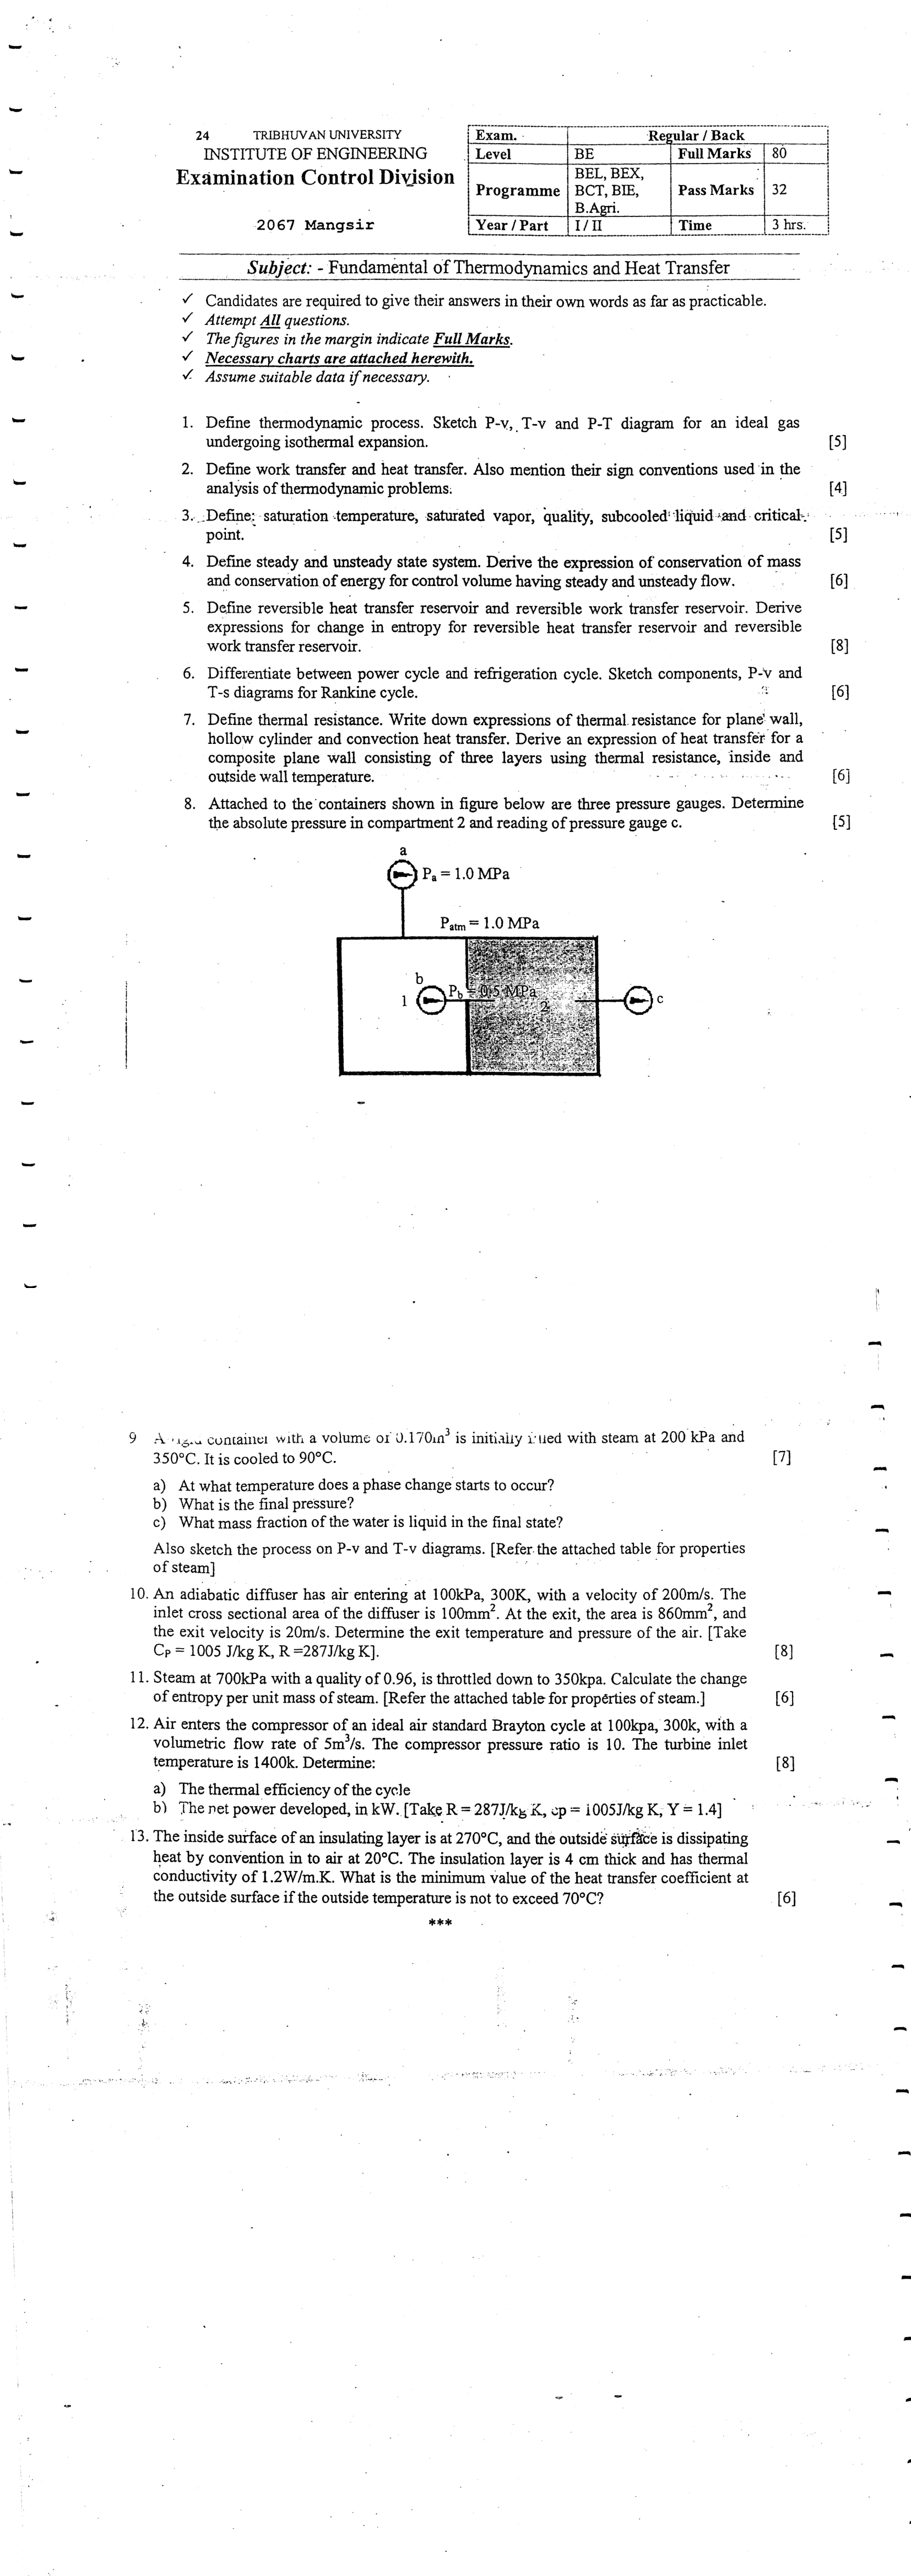 24 TRIBHUVAN UNIVERSITY
INSTITUTE OF ENGINEERING
Examination Control Division
2067 Mangsir
Exam. Regular / Back
Level BE Full Marks 80
Programme BEL, BEX, BCT, BIE, B.Agri. Pass Marks 32
Year / Part I / II Time 3 hrs.
Subject: - Fundamental of Thermodynamics and Heat Transfer
✓ Candidates are required to give their answers in their own words as far as practicable.
✓ Attempt All questions.
✓ The figures in the margin indicate Full Marks.
✓ Necessary charts are attached herewith.
✓ Assume suitable data if necessary.
1. Define thermodynamic process. Sketch P-v, T-v and P-T diagram for an ideal gas
undergoing isothermal expansion. [5]
2. Define work transfer and heat transfer. Also mention their sign conventions used in the
analysis of thermodynamic problems. [4]
3. Define: saturation temperature, saturated vapor, quality, subcooled liquid and critical
point. [5]
4. Define steady and unsteady state system. Derive the expression of conservation of mass
and conservation of energy for control volume having steady and unsteady flow. [6]
5. Define reversible heat transfer reservoir and reversible work transfer reservoir. Derive
expressions for change in entropy for reversible heat transfer reservoir and reversible
work transfer reservoir. [8]
6. Differentiate between power cycle and refrigeration cycle. Sketch components, P-v and
T-s diagrams for Rankine cycle. [6]
7. Define thermal resistance. Write down expressions of thermal resistance for plane wall,
hollow cylinder and convection heat transfer. Derive an expression of heat transfer for a
composite plane wall consisting of three layers using thermal resistance, inside and
outside wall temperature. [6]
8. Attached to the containers shown in figure below are three pressure gauges. Determine
the absolute pressure in compartment 2 and reading of pressure gauge c. [5]
a
Pa = 1.0 MPa
Patm = 1.0 MPa
b
Pb = 0.5 MPa
1
2
c
9 A container with a volume of 0.170m³ is initially filled with steam at 200 kPa and
350°C. It is cooled to 90°C. [7]
a) At what temperature does a phase change starts to occur?
b) What is the final pressure?
c) What mass fraction of the water is liquid in the final state?
Also sketch the process on P-v and T-v diagrams. [Refer the attached table for properties
of steam]
10. An adiabatic diffuser has air entering at 100kPa, 300K, with a velocity of 200m/s. The
inlet cross sectional area of the diffuser is 100mm². At the exit, the area is 860mm², and
the exit velocity is 20m/s. Determine the exit temperature and pressure of the air. [Take
CP = 1005 J/kg K, R =287J/kg K]. [8]
11. Steam at 700kPa with a quality of 0.96, is throttled down to 350kpa. Calculate the change
of entropy per unit mass of steam. [Refer the attached table for properties of steam.] [6]
12. Air enters the compressor of an ideal air standard Brayton cycle at 100kpa, 300k, with a
volumetric flow rate of 5m³/s. The compressor pressure ratio is 10. The turbine inlet
temperature is 1400k. Determine: [8]
a) The thermal efficiency of the cycle
b) The net power developed, in kW. [Take R = 287J/kg K, cp = 1005J/kg K, Y = 1.4]
13. The inside surface of an insulating layer is at 270°C, and the outside surface is dissipating
heat by convention in to air at 20°C. The insulation layer is 4 cm thick and has thermal
conductivity of 1.2W/m.K. What is the minimum value of the heat transfer coefficient at
the outside surface if the outside temperature is not to exceed 70°C? [6]
***